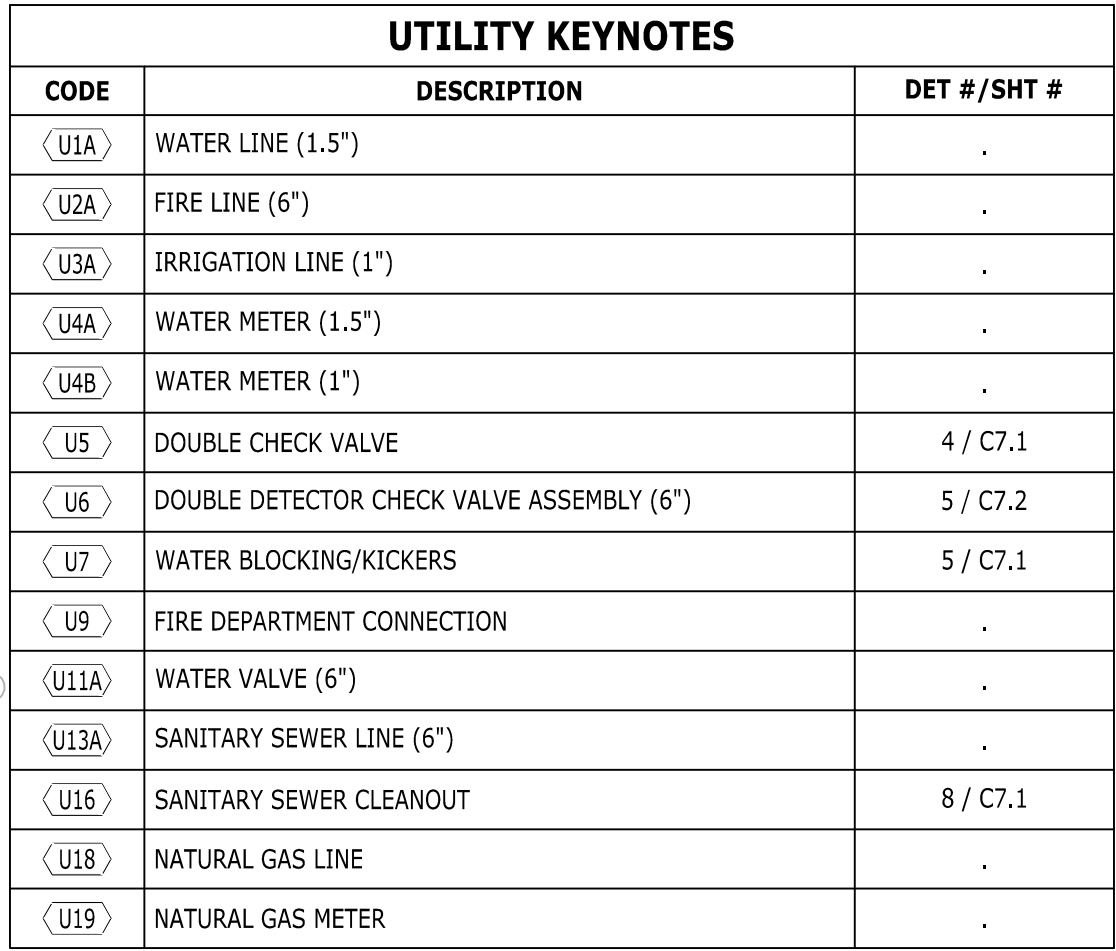 UTILITY KEYNOTES
CODE DESCRIPTION DET #/SHT #
U1A WATER LINE (1.5") .
U2A FIRE LINE (6") .
U3A IRRIGATION LINE (1") .
U4A WATER METER (1.5") .
U4B WATER METER (1") .
U5 DOUBLE CHECK VALVE 4 / C7.1
U6 DOUBLE DETECTOR CHECK VALVE ASSEMBLY (6") 5 / C7.2
U7 WATER BLOCKING/KICKERS 5 / C7.1
U9 FIRE DEPARTMENT CONNECTION .
U11A WATER VALVE (6") .
U13A SANITARY SEWER LINE (6") .
U16 SANITARY SEWER CLEANOUT 8 / C7.1
U18 NATURAL GAS LINE .
U19 NATURAL GAS METER .